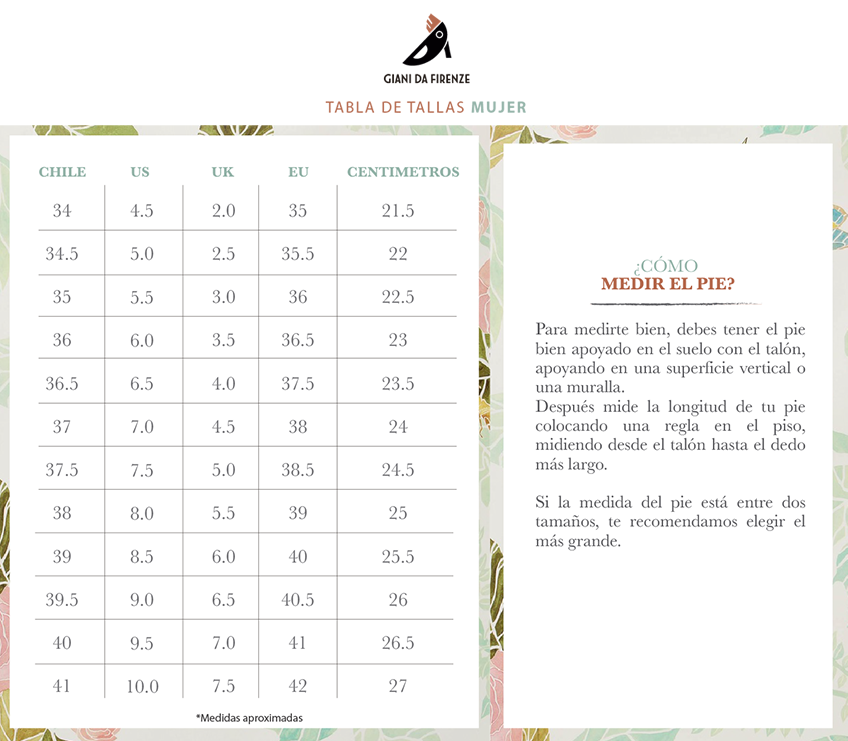 GIANI DA FIRENZE
TABLA DE TALLAS MUJER
CHILE US UK EU CENTIMETROS
34 4.5 2.0 35 21.5
34.5 5.0 2.5 35.5 22
35 5.5 3.0 36 22.5
36 6.0 3.5 36.5 23
36.5 6.5 4.0 37.5 23.5
37 7.0 4.5 38 24
37.5 7.5 5.0 38.5 24.5
38 8.0 5.5 39 25
39 8.5 6.0 40 25.5
39.5 9.0 6.5 40.5 26
40 9.5 7.0 41 26.5
41 10.0 7.5 42 27
*Medidas aproximadas
¿CÓMO
MEDIR EL PIE?
Para medirte bien, debes tener el pie
bien apoyado en el suelo con el talón,
apoyando en una superficie vertical o
una muralla.
Después mide la longitud de tu pie
colocando una regla en el piso,
midiendo desde el talón hasta el dedo
más largo.
Si la medida del pie está entre dos
tamaños, te recomendamos elegir el
más grande.